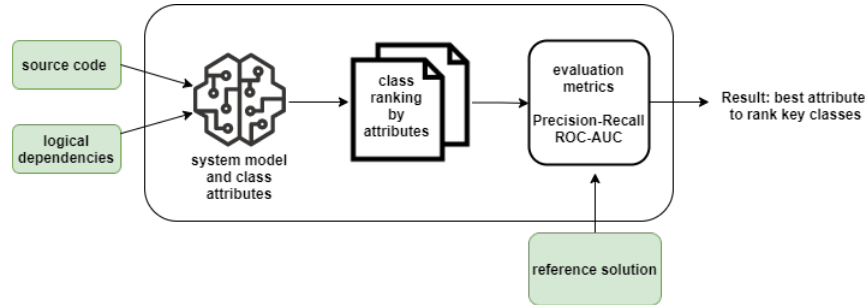 source code
logical
dependencies
system model
and class
attributes
class
ranking
by
attributes
evaluation
metrics
Precision-Recall
ROC-AUC
Result: best attribute
to rank key classes
reference solution